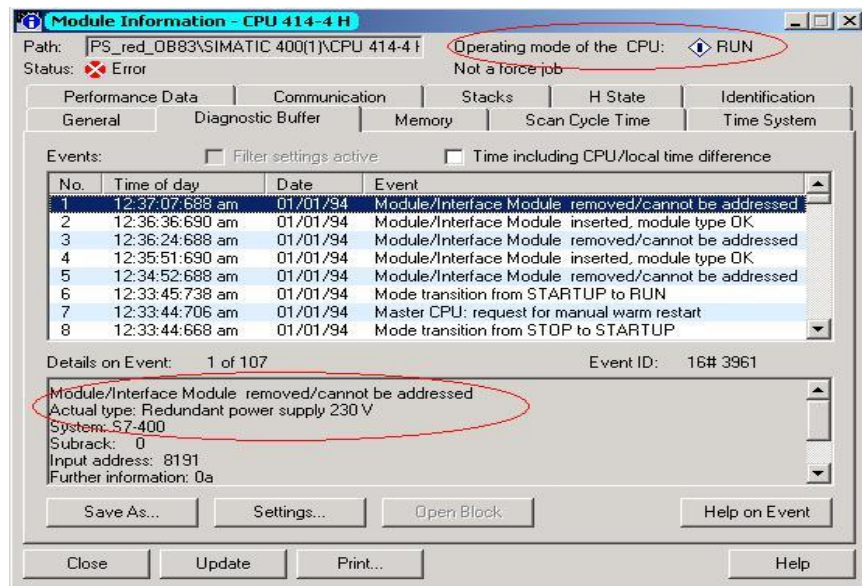 Module Information - CPU 414-4 H
Path: PS_red_OB83\SIMATIC 400(1)\CPU 414-4 H Operating mode of the CPU: RUN
Status: Error Not a force job
Performance Data Communication Stacks H State Identification
General Diagnostic Buffer Memory Scan Cycle Time Time System
Events: Filter settings active Time including CPU/local time difference
No. Time of day Date Event
1 12:37:07:688 am 01/01/94 Module/Interface Module removed/cannot be addressed
2 12:36:36:690 am 01/01/94 Module/Interface Module inserted, module type OK
3 12:36:24:688 am 01/01/94 Module/Interface Module removed/cannot be addressed
4 12:35:51:690 am 01/01/94 Module/Interface Module inserted, module type OK
5 12:34:52:688 am 01/01/94 Module/Interface Module removed/cannot be addressed
6 12:33:45:738 am 01/01/94 Mode transition from STARTUP to RUN
7 12:33:44:706 am 01/01/94 Master CPU: request for manual warm restart
8 12:33:44:668 am 01/01/94 Mode transition from STOP to STARTUP
Details on Event: 1 of 107 Event ID: 16# 3961
Module/Interface Module removed/cannot be addressed
Actual type: Redundant power supply 230 V
System: S7-400
Subrack: 0
Input address: 8191
Further information: 0a
Save As... Settings... Open Block Help on Event
Close Update Print... Help